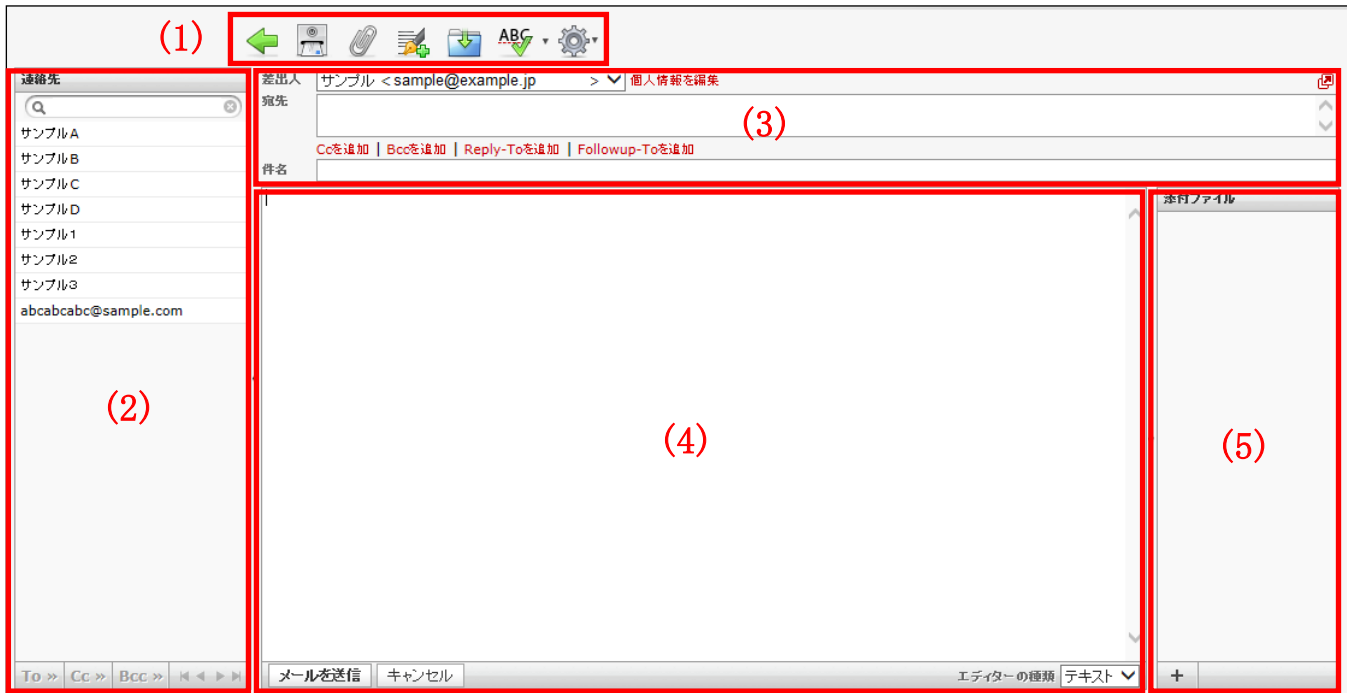 (1)
ABC
連絡先
サンプルA
サンプルB
サンプルC
サンプルD
サンプル1
サンプル2
サンプル3
abcabcabc@sample.com
(2)
To » Cc » Bcc »
差出人 サンプル <sample@example.jp > 個人情報を編集
宛先
(3)
Ccを追加 | Bccを追加 | Reply-Toを追加 | Followup-Toを追加
件名
(4)
メールを送信 キャンセル エディターの種類 テキスト
添付ファイル
(5)
+